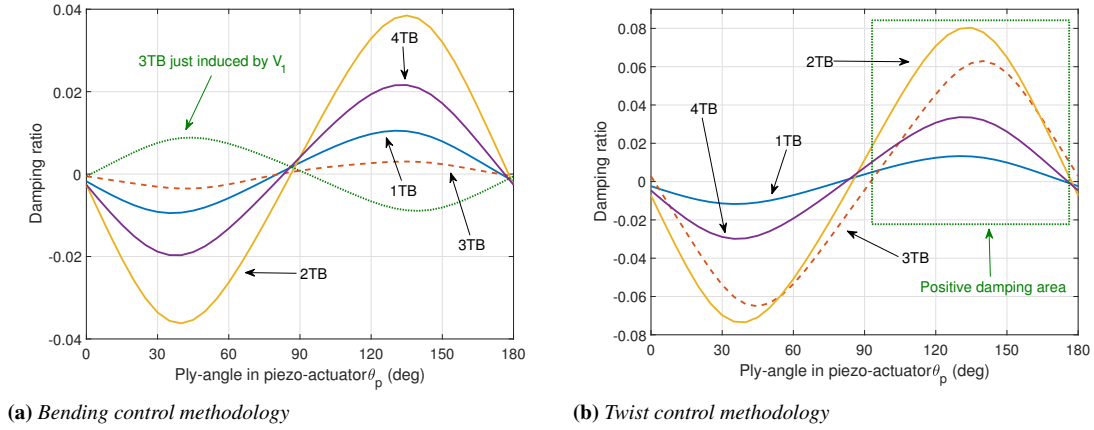 0.04
0.02
0
-0.02
-0.04
Damping ratio
3TB just induced by V1
4TB
1TB
3TB
2TB
0 30 60 90 120 150 180
Ply-angle in piezo-actuatorθp (deg)
(a) Bending control methodology
0.08
0.06
0.04
0.02
0
-0.02
-0.04
-0.06
-0.08
Damping ratio
2TB
4TB
1TB
3TB
Positive damping area
0 30 60 90 120 150 180
Ply-angle in piezo-actuatorθp (deg)
(b) Twist control methodology